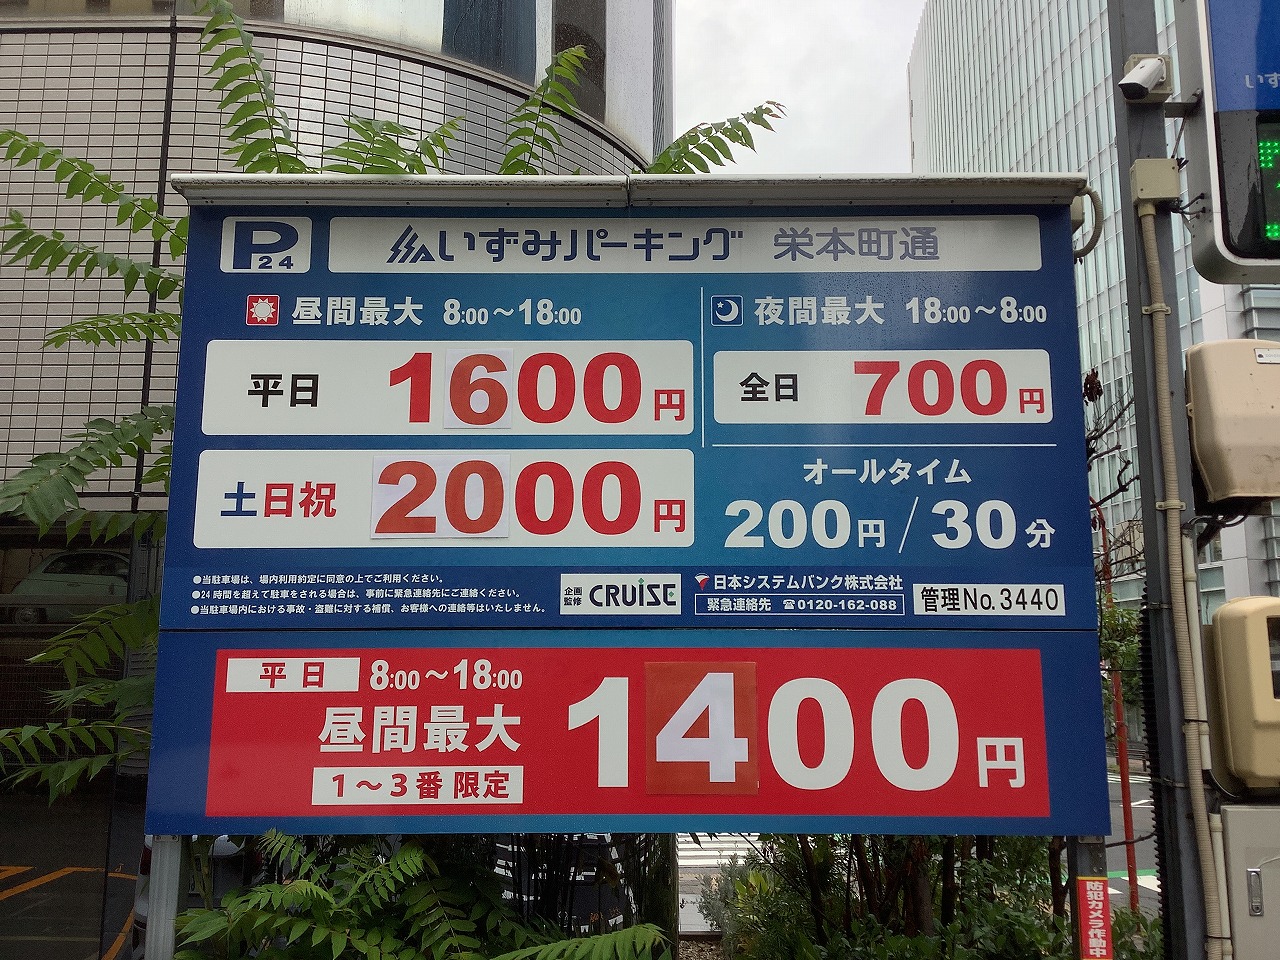 P24
いずみパーキング 栄本町通
昼間最大 8:00～18:00
平日 1600円
土日祝 2000円
夜間最大 18:00～8:00
全日 700円
オールタイム
200円/30分
●当駐車場は、場内利用約定に同意の上でご利用ください。
●24時間を超えて駐車をされる場合は、事前に緊急連絡先にご連絡ください。
●当駐車場内における事故・盗難に対する補償、お客様への連絡等はいたしません。
企画
監修 CRUISE
日本システムバンク株式会社
緊急連絡先 ☎0120-162-088
管理No.3440
平日 8:00～18:00
昼間最大
1～3番 限定
1400円
いず
防犯カメラ作動中